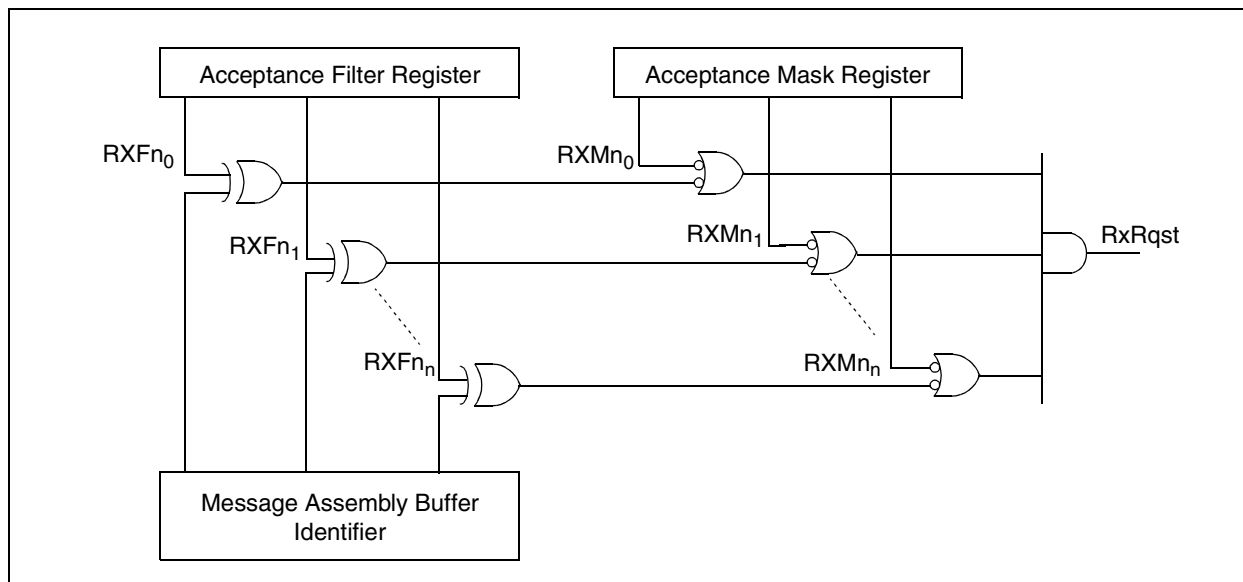 Acceptance Filter Register
Acceptance Mask Register
RXFn0
RXMn0
RXFn1
RXMn1
RxRqst
RXFnn
RXMnn
Message Assembly Buffer
Identifier